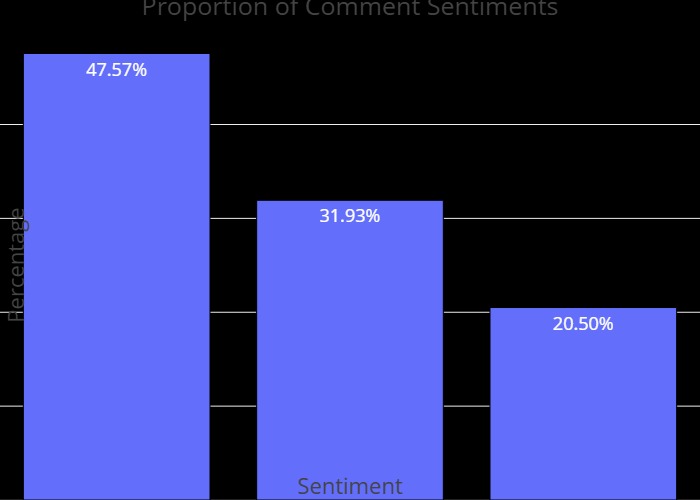 Proportion of Comment Sentiments
47.57%
31.93%
20.50%
Percentage
Sentiment